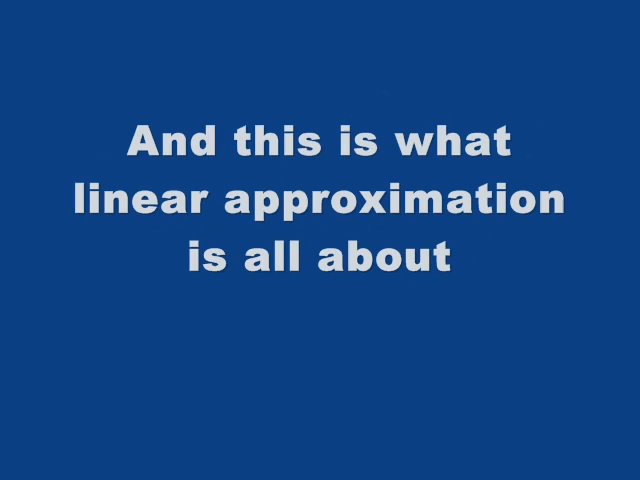 And this is what
linear approximation
is all about